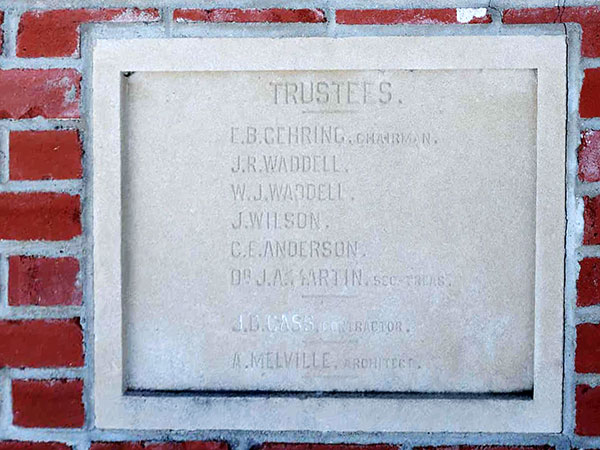 TRUSTEES.
E.B.GEHRING, CHAIRMAN.
J.R.WADDELL.
W.J.WADDELL.
J.WILSON.
C.E.ANDERSON.
DR J.A.MARTIN, SEC-TREAS.
J.D.CASS, CONTRACTOR.
A.MELVILLE, ARCHITECT.